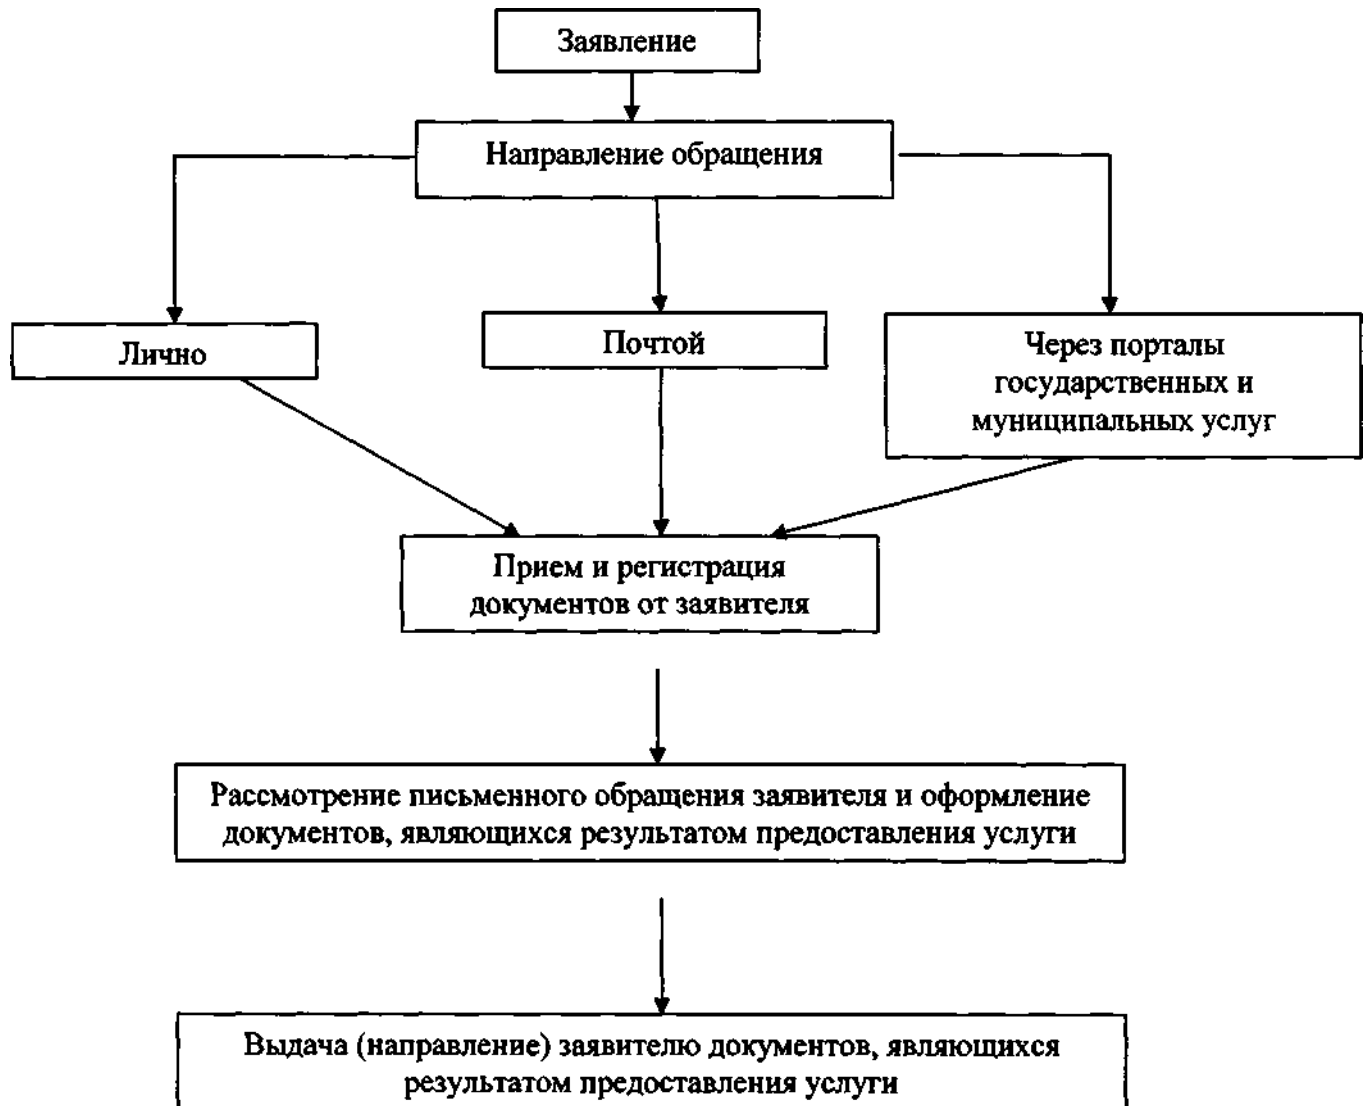 Заявление
Направление обращения
Лично
Почтой
Через порталы
государственных и
муниципальных услуг
Прием и регистрация
документов от заявителя
Рассмотрение письменного обращения заявителя и оформление
документов, являющихся результатом предоставления услуги
Выдача (направление) заявителю документов, являющихся
результатом предоставления услуги